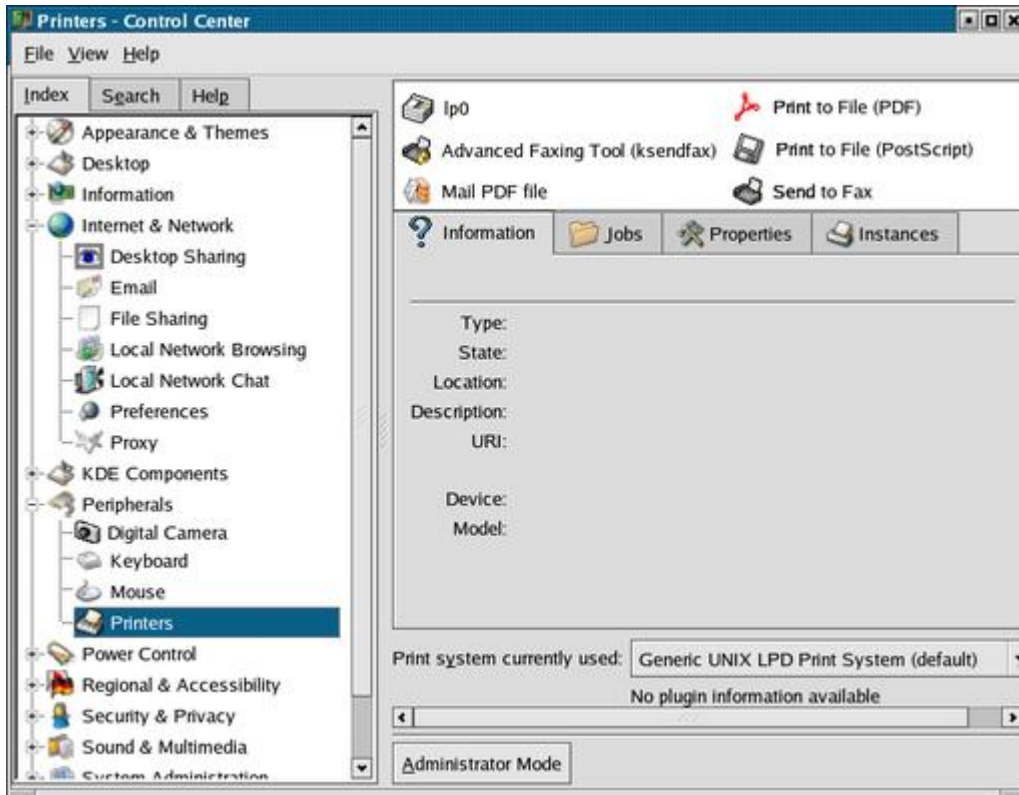 Printers - Control Center
File View Help
Index Search Help
Appearance & Themes
Desktop
Information
Internet & Network
Desktop Sharing
Email
File Sharing
Local Network Browsing
Local Network Chat
Preferences
Proxy
KDE Components
Peripherals
Digital Camera
Keyboard
Mouse
Printers
Power Control
Regional & Accessibility
Security & Privacy
Sound & Multimedia
System Administration
lp0 Print to File (PDF)
Advanced Faxing Tool (ksendfax) Print to File (PostScript)
Mail PDF file Send to Fax
Information Jobs Properties Instances
Type:
State:
Location:
Description:
URI:
Device:
Model:
Print system currently used: Generic UNIX LPD Print System (default)
No plugin information available
Administrator Mode